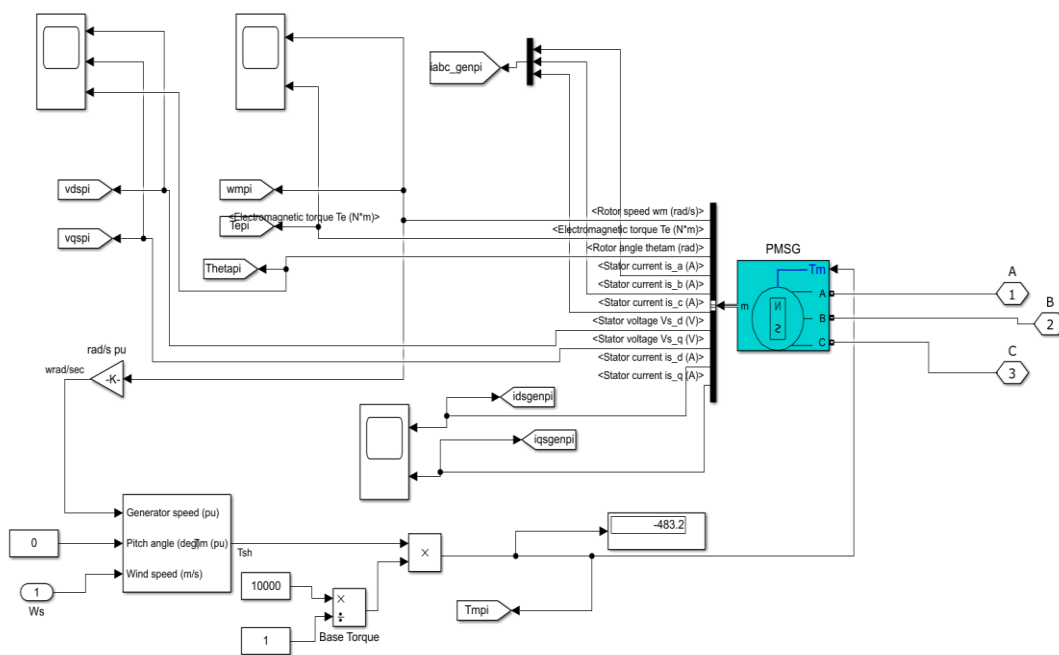 iabc_genpi
vdspi
wmpi
<Rotor speed wm (rad/s)>
<Electromagnetic torque Te (N*m)>
Tepi
<Electromagnetic torque Te (N*m)>
vqspi
<Rotor angle thetam (rad)>
PMSG
Thetapi
<Stator current is_a (A)>
Tm
A
<Stator current is_b (A)>
A
1
<Stator current is_c (A)>
m
N
S
B
B
2
<Stator voltage Vs_d (V)>
<Stator voltage Vs_q (V)>
C
C
3
rad/s pu
<Stator current is_d (A)>
wrad/sec
-K-
<Stator current is_q (A)>
idsgenpi
iqsgenpi
Generator speed (pu)
-483.2
0
Pitch angle (deg)
Tm (pu)
Tsh
×
Wind speed (m/s)
1
Ws
10000
×
÷
Tmpi
1
Base Torque